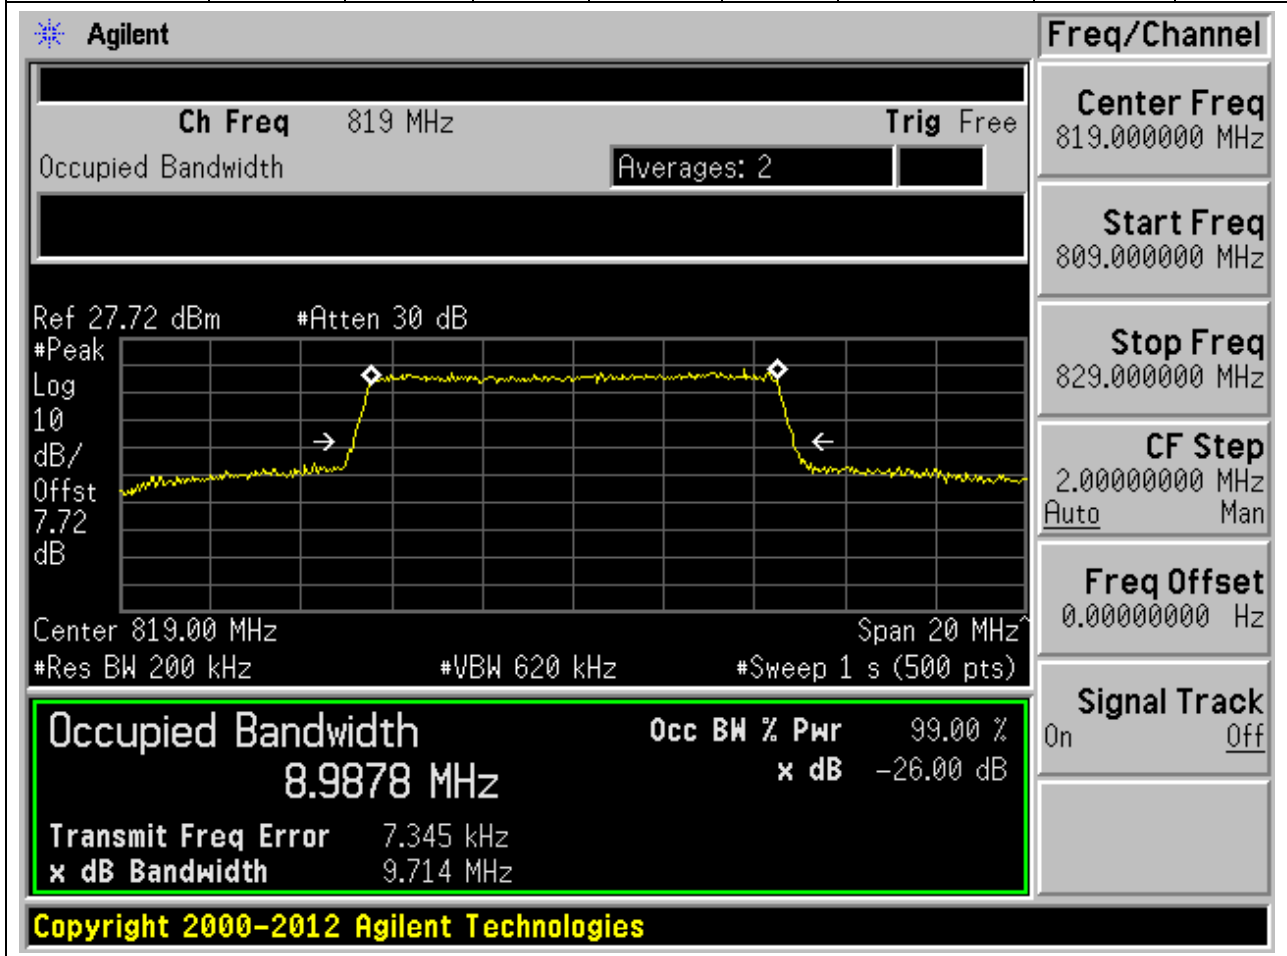 Agilent
Freq/Channel
Ch Freq 819 MHz Trig Free
Occupied Bandwidth Averages: 2
Center Freq
819.000000 MHz
Start Freq
809.000000 MHz
Stop Freq
829.000000 MHz
CF Step
2.00000000 MHz
Auto Man
Freq Offset
0.00000000 Hz
Signal Track
On Off
Ref 27.72 dBm #Atten 30 dB
#Peak
Log
10
dB/
Offst
7.72
dB
Center 819.00 MHz Span 20 MHz^
#Res BW 200 kHz #VBW 620 kHz #Sweep 1 s (500 pts)
Occupied Bandwidth
8.9878 MHz
Occ BW % Pwr 99.00 %
x dB -26.00 dB
Transmit Freq Error 7.345 kHz
x dB Bandwidth 9.714 MHz
Copyright 2000-2012 Agilent Technologies